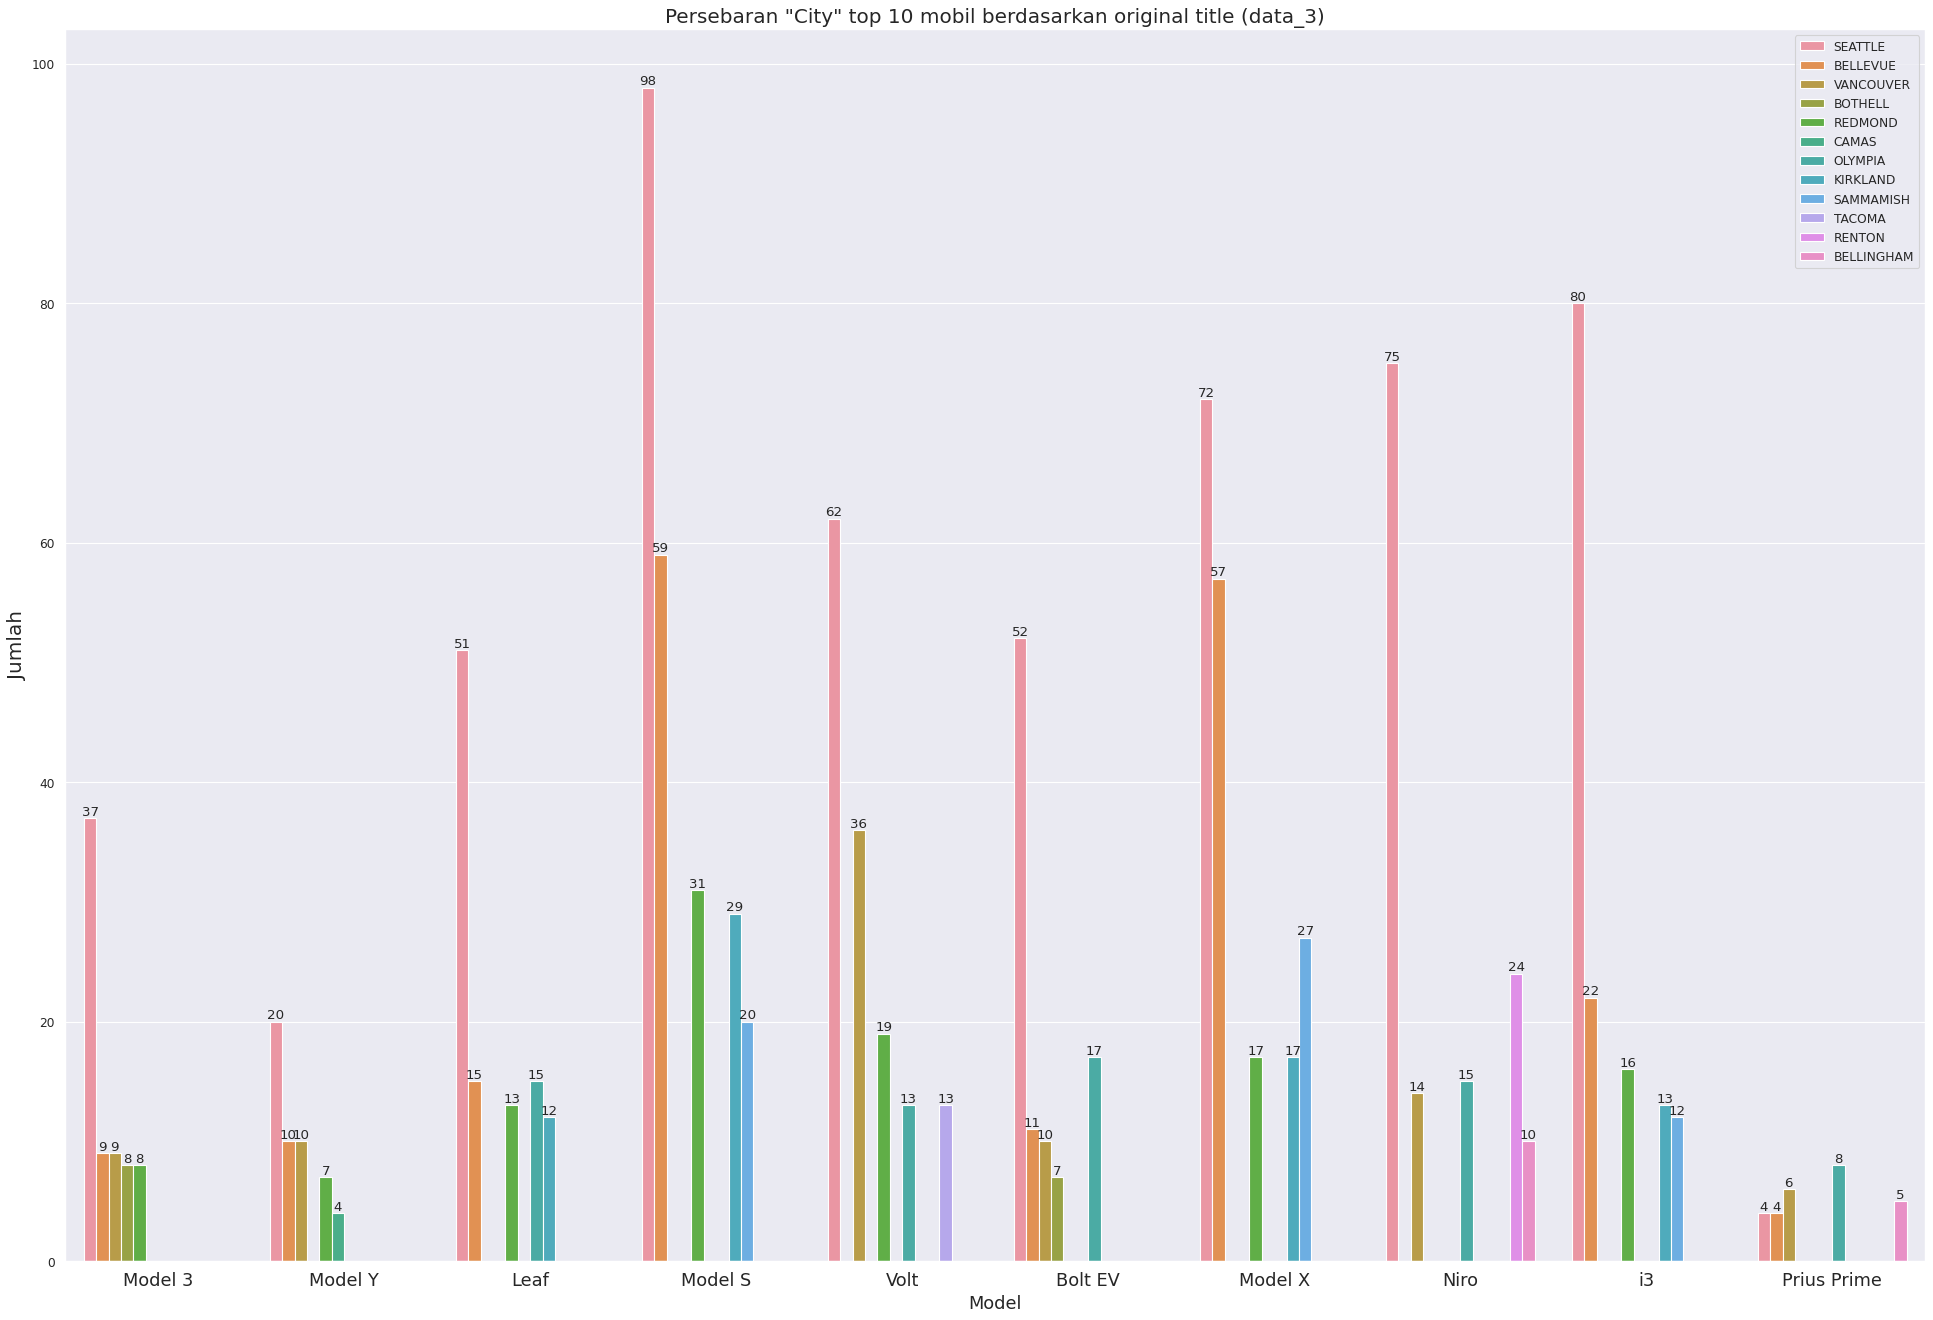 Persebaran "City" top 10 mobil berdasarkan original title (data_3)
SEATTLE
BELLEVUE
VANCOUVER
BOTHELL
REDMOND
CAMAS
OLYMPIA
KIRKLAND
SAMMAMISH
TACOMA
RENTON
BELLINGHAM
Jumlah
100
80
60
40
20
0
37
9
9
8
8
20
10
10
7
4
51
15
13
15
12
98
59
31
29
20
62
36
19
13
13
52
11
10
7
17
72
57
17
17
27
75
14
15
24
10
80
22
16
13
12
4
4
6
8
5
Model 3
Model Y
Leaf
Model S
Volt
Bolt EV
Model X
Niro
i3
Prius Prime
Model